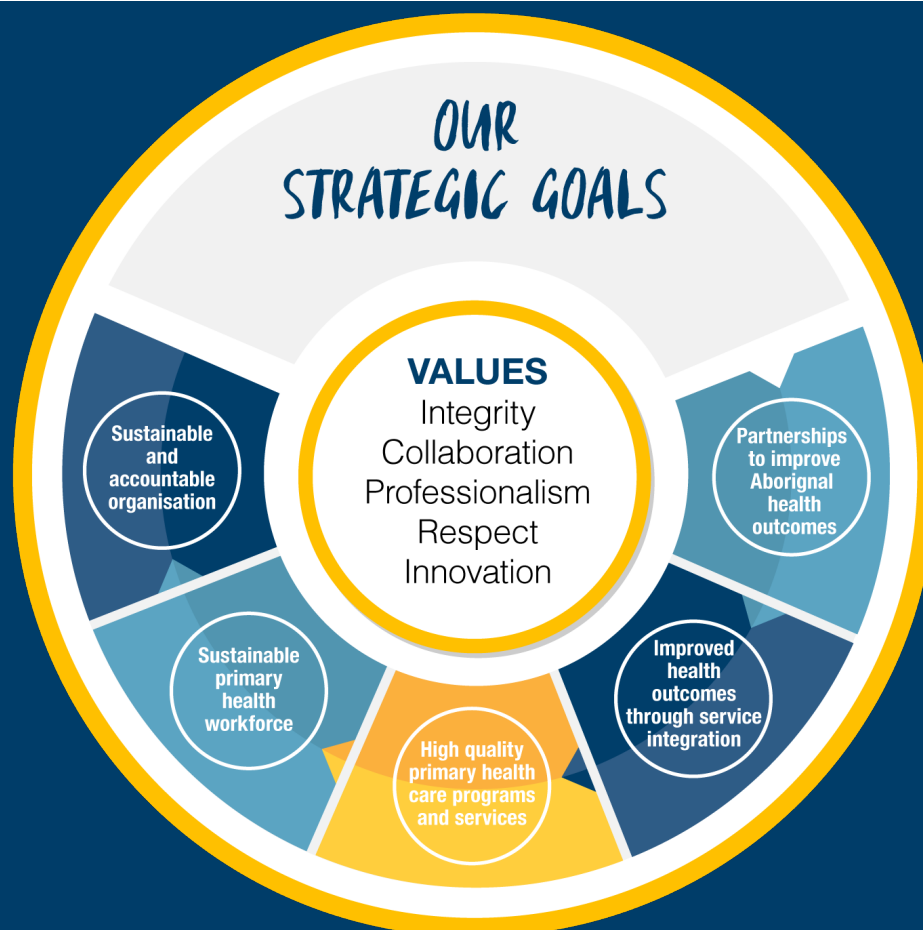 OUR
STRATEGIC GOALS
VALUES
Integrity
Collaboration
Professionalism
Respect
Innovation
Sustainable
and
accountable
organisation
Sustainable
primary
health
workforce
High quality
primary health
care programs
and services
Improved
health
outcomes
through service
integration
Partnerships
to improve
Aborignal
health
outcomes